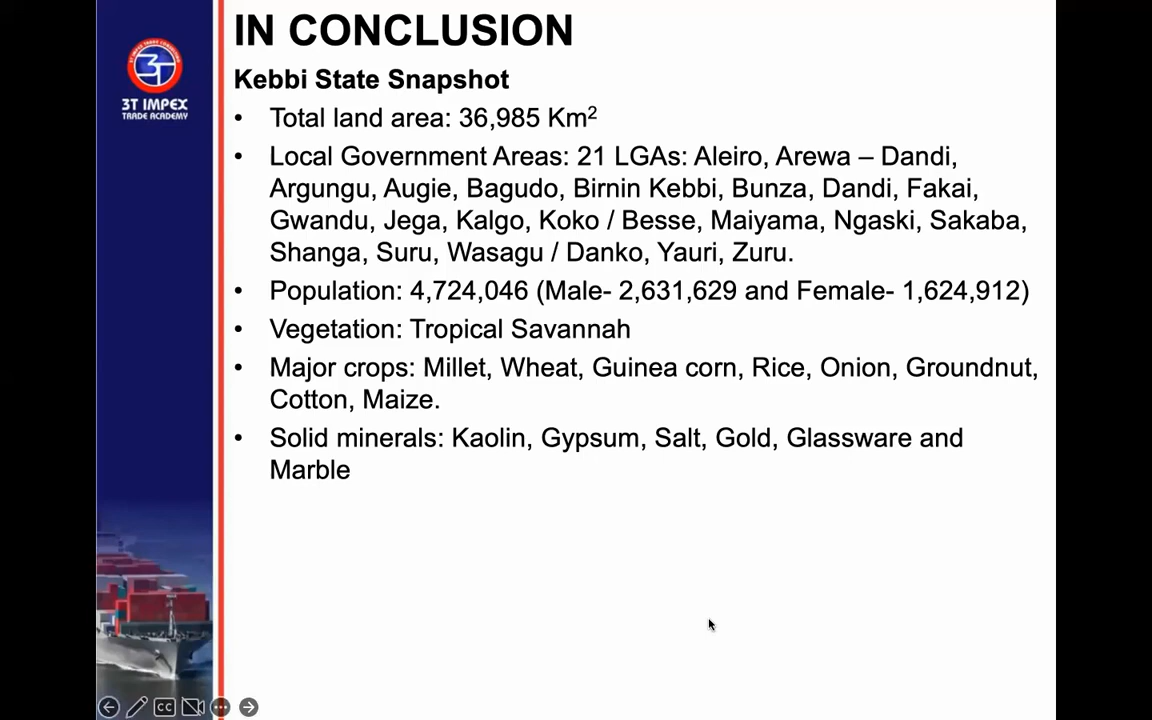 IN CONCLUSION
Kebbi State Snapshot
3T IMPEX
TRADE ACADEMY
• Total land area: 36,985 Km²
• Local Government Areas: 21 LGAs: Aleiro, Arewa – Dandi,
Argungu, Augie, Bagudo, Birnin Kebbi, Bunza, Dandi, Fakai,
Gwandu, Jega, Kalgo, Koko / Besse, Maiyama, Ngaski, Sakaba,
Shanga, Suru, Wasagu / Danko, Yauri, Zuru.
• Population: 4,724,046 (Male- 2,631,629 and Female- 1,624,912)
• Vegetation: Tropical Savannah
• Major crops: Millet, Wheat, Guinea corn, Rice, Onion, Groundnut,
Cotton, Maize.
• Solid minerals: Kaolin, Gypsum, Salt, Gold, Glassware and
Marble
CC